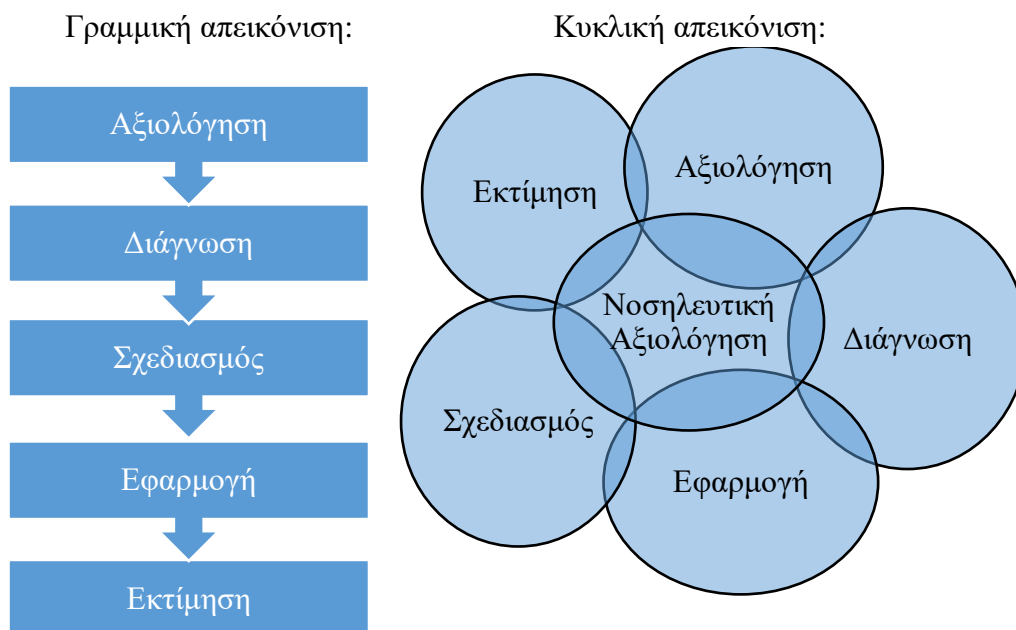 Γραμμική απεικόνιση:
Αξιολόγηση
Διάγνωση
Σχεδιασμός
Εφαρμογή
Εκτίμηση
Κυκλική απεικόνιση:
Αξιολόγηση
Εκτίμηση
Νοσηλευτική
Αξιολόγηση
Διάγνωση
Σχεδιασμός
Εφαρμογή